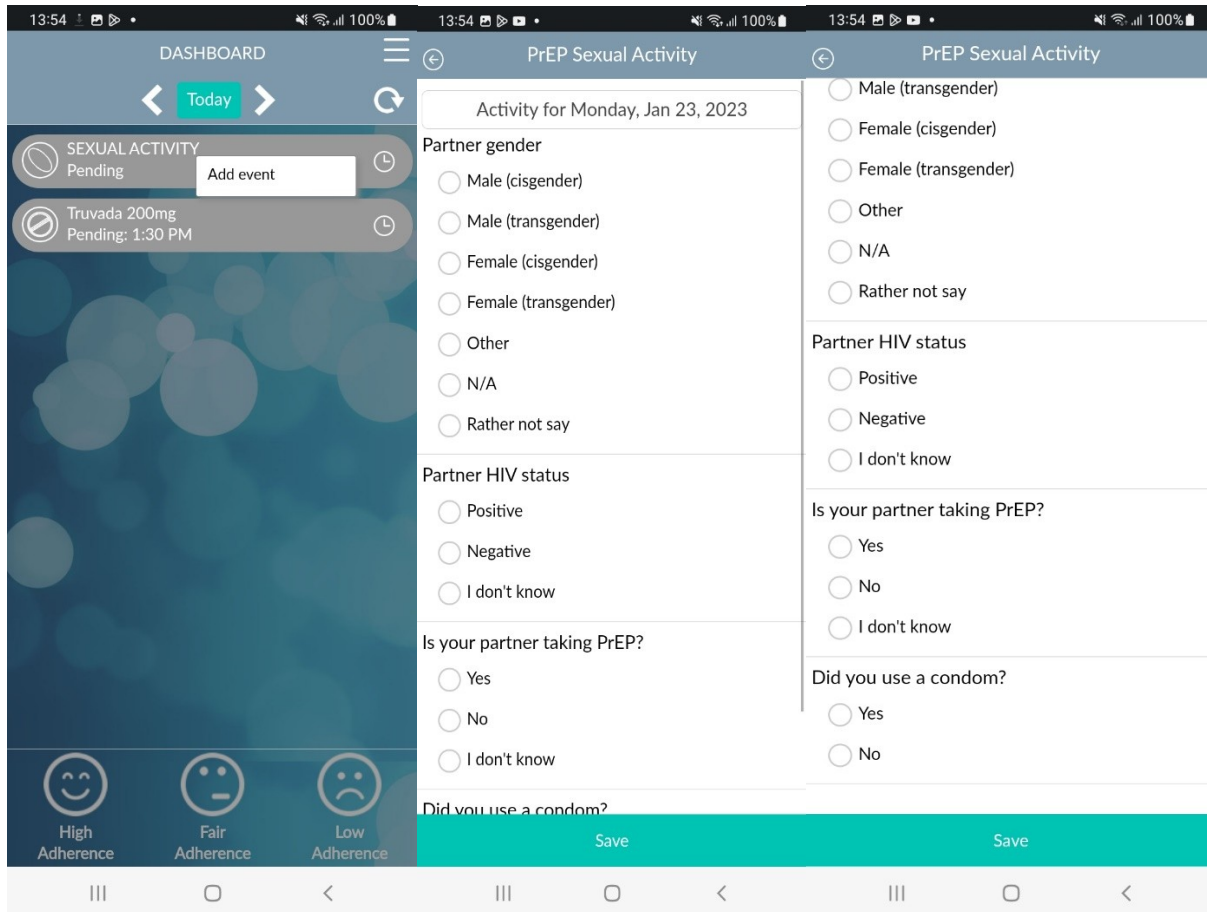 13:54 100%
DASHBOARD
Today
SEXUAL ACTIVITY
Pending
Add event
Truvada 200mg
Pending: 1:30 PM
High
Adherence
Fair
Adherence
Low
Adherence
13:54 100%
PrEP Sexual Activity
Activity for Monday, Jan 23, 2023
Partner gender
Male (cisgender)
Male (transgender)
Female (cisgender)
Female (transgender)
Other
N/A
Rather not say
Partner HIV status
Positive
Negative
I don't know
Is your partner taking PrEP?
Yes
No
I don't know
Did you use a condom?
Save
13:54 100%
PrEP Sexual Activity
Male (transgender)
Female (cisgender)
Female (transgender)
Other
N/A
Rather not say
Partner HIV status
Positive
Negative
I don't know
Is your partner taking PrEP?
Yes
No
I don't know
Did you use a condom?
Yes
No
Save